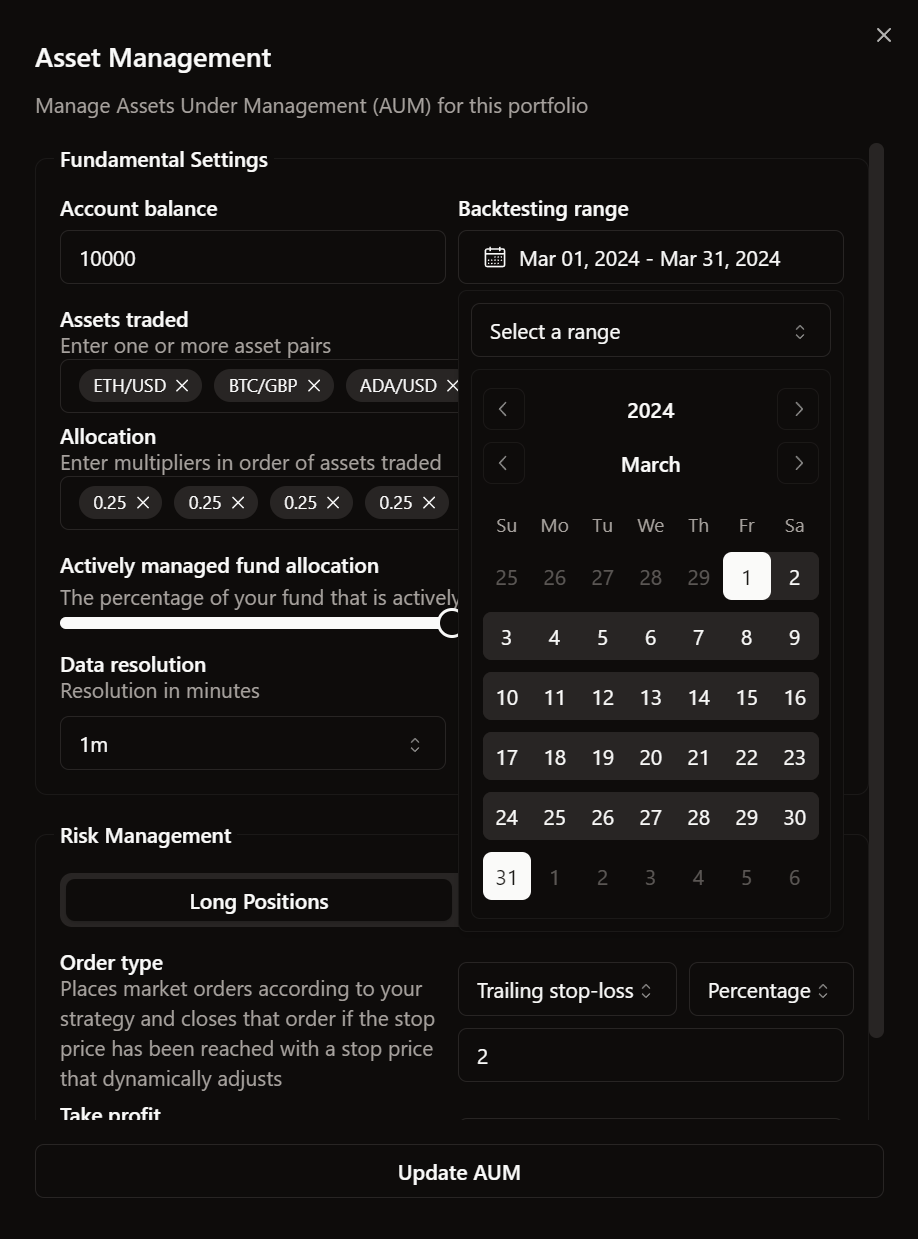 Asset Management
Manage Assets Under Management (AUM) for this portfolio
Fundamental Settings
Account balance
10000
Backtesting range
Mar 01, 2024 - Mar 31, 2024
Select a range
Assets traded
Enter one or more asset pairs
ETH/USD BTC/GBP ADA/USD
Allocation
Enter multipliers in order of assets traded
0.25 0.25 0.25 0.25
Actively managed fund allocation
The percentage of your fund that is actively
Data resolution
Resolution in minutes
1m
2024
March
Su Mo Tu We Th Fr Sa
25 26 27 28 29 1 2
3 4 5 6 7 8 9
10 11 12 13 14 15 16
17 18 19 20 21 22 23
24 25 26 27 28 29 30
31 1 2 3 4 5 6
Risk Management
Long Positions
Order type
Places market orders according to your
strategy and closes that order if the stop
price has been reached with a stop price
that dynamically adjusts
Trailing stop-loss
Percentage
2
Take profit
Update AUM